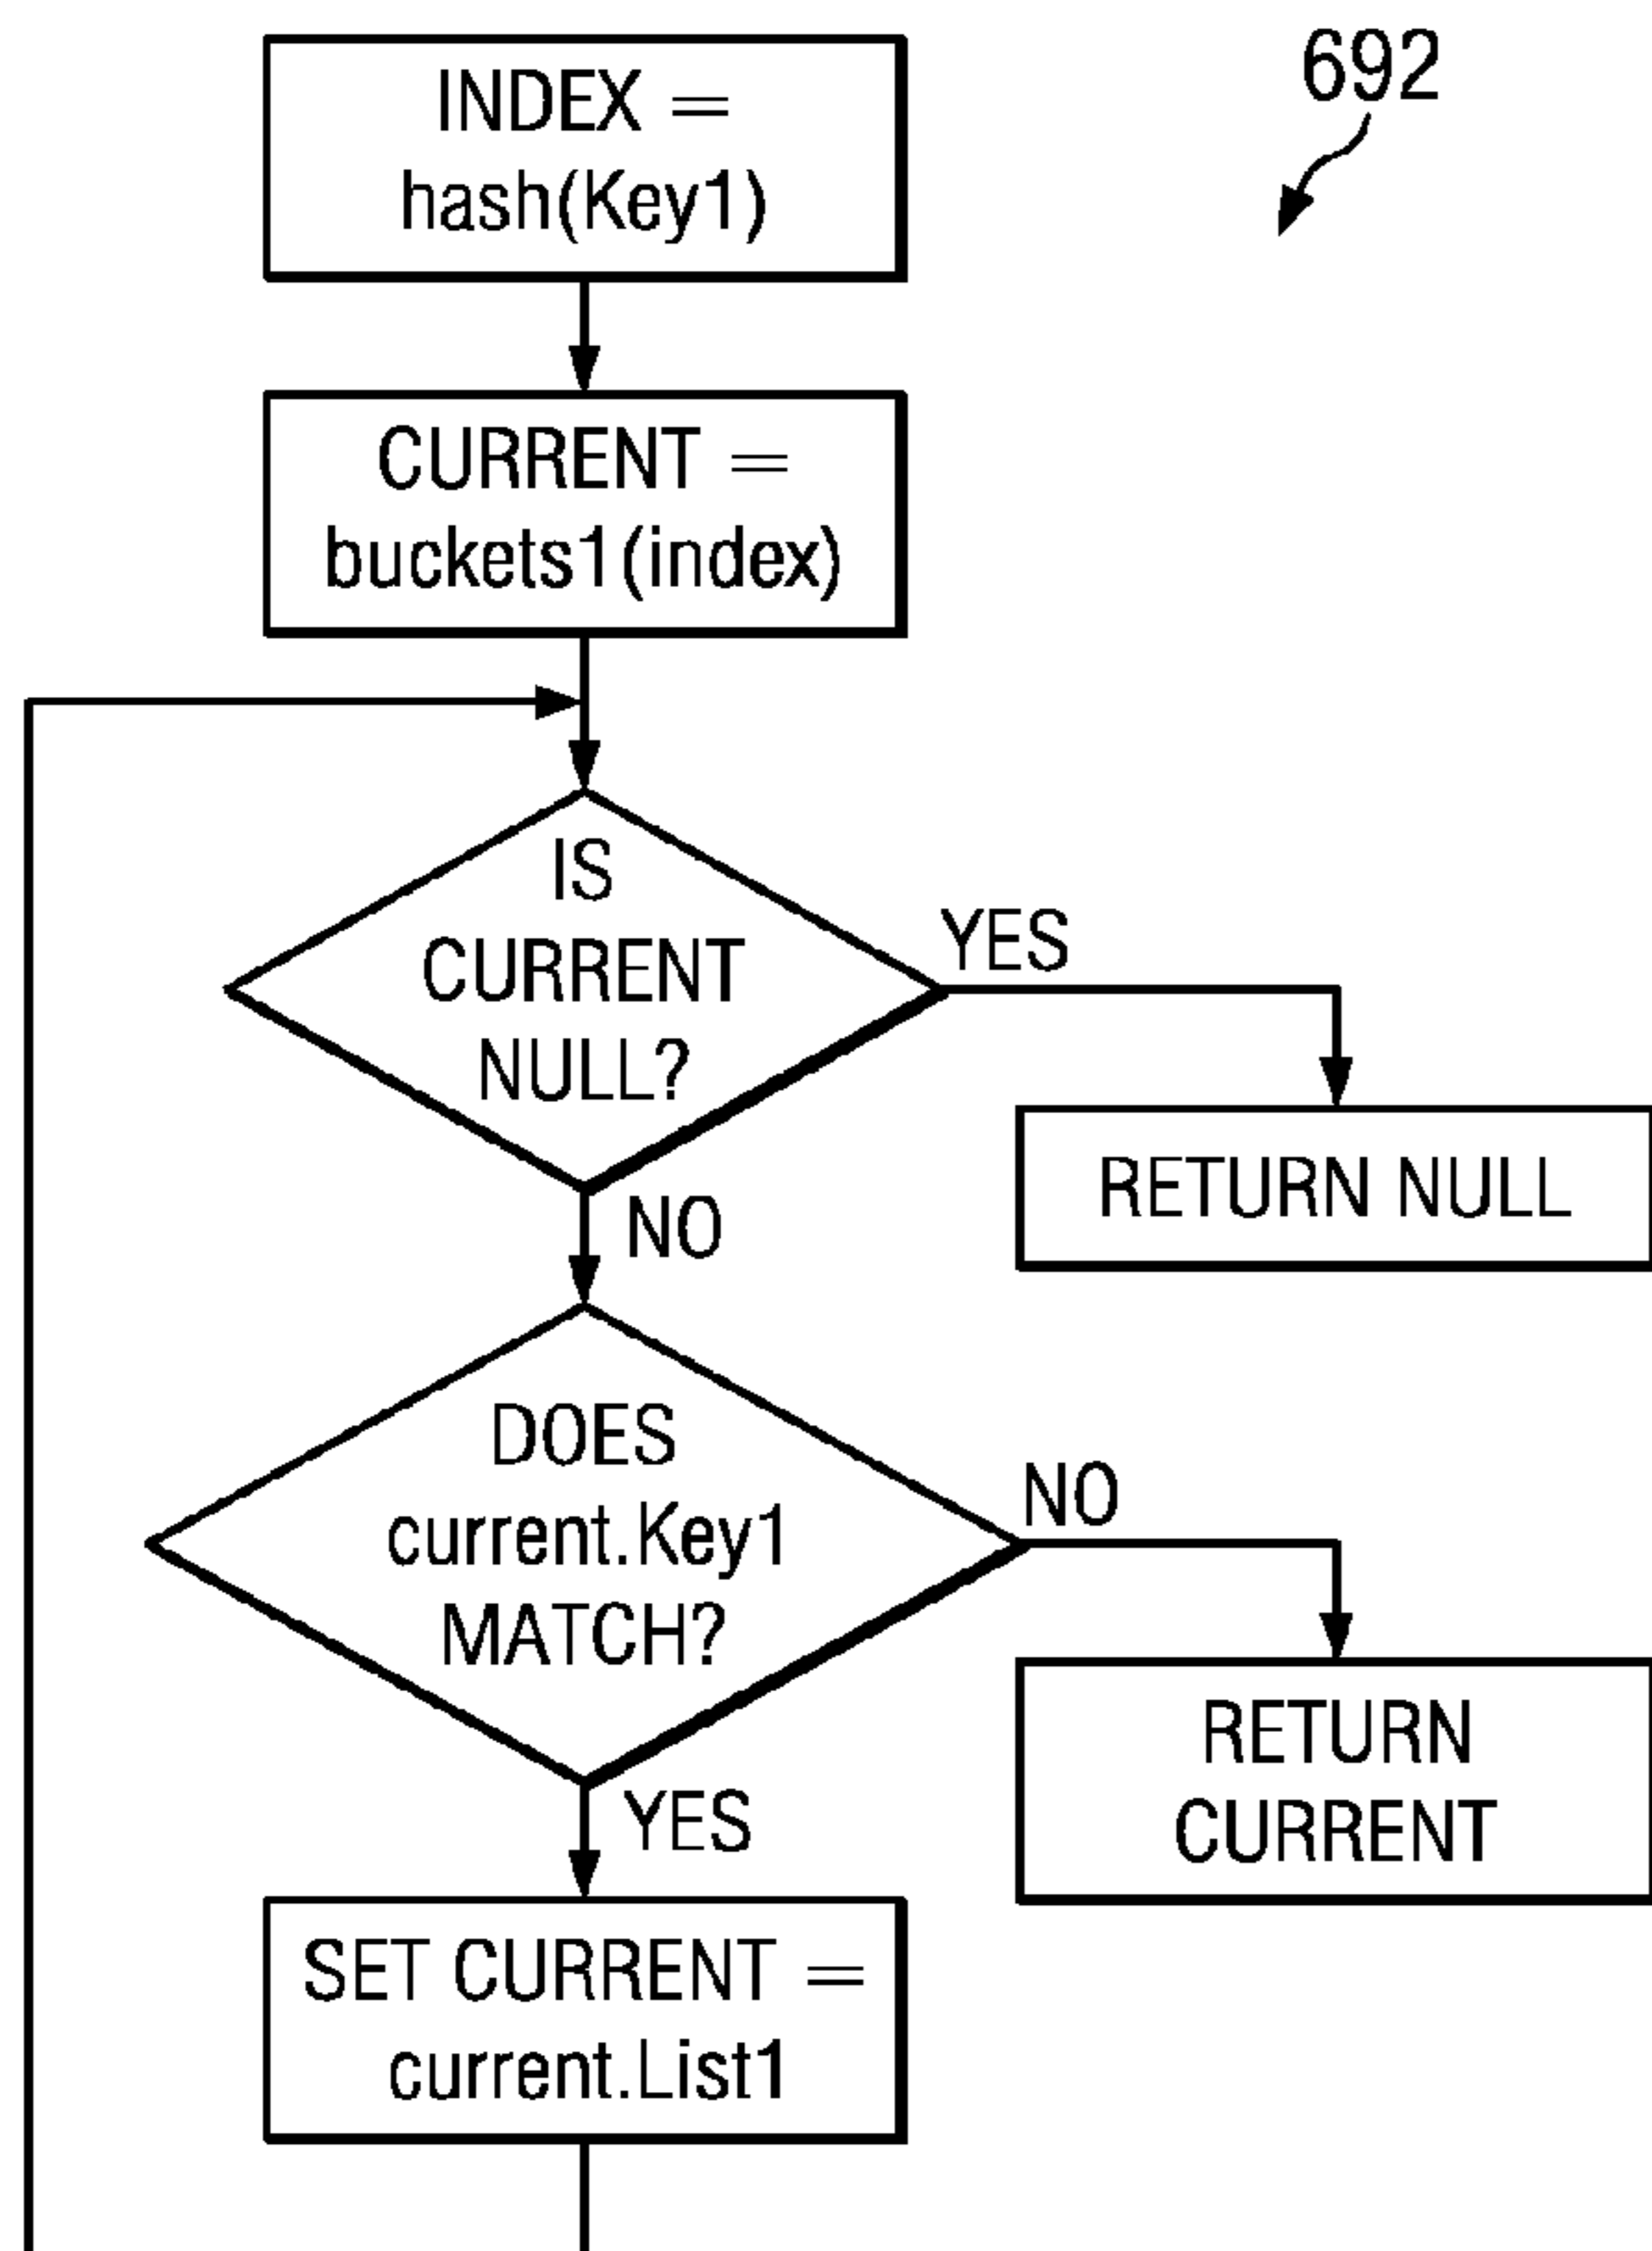 692
INDEX =
hash(Key1)
CURRENT =
buckets1(index)
IS
CURRENT
NULL?
YES
RETURN NULL
NO
DOES
current.Key1
MATCH?
NO
RETURN
CURRENT
YES
SET CURRENT =
current.List1